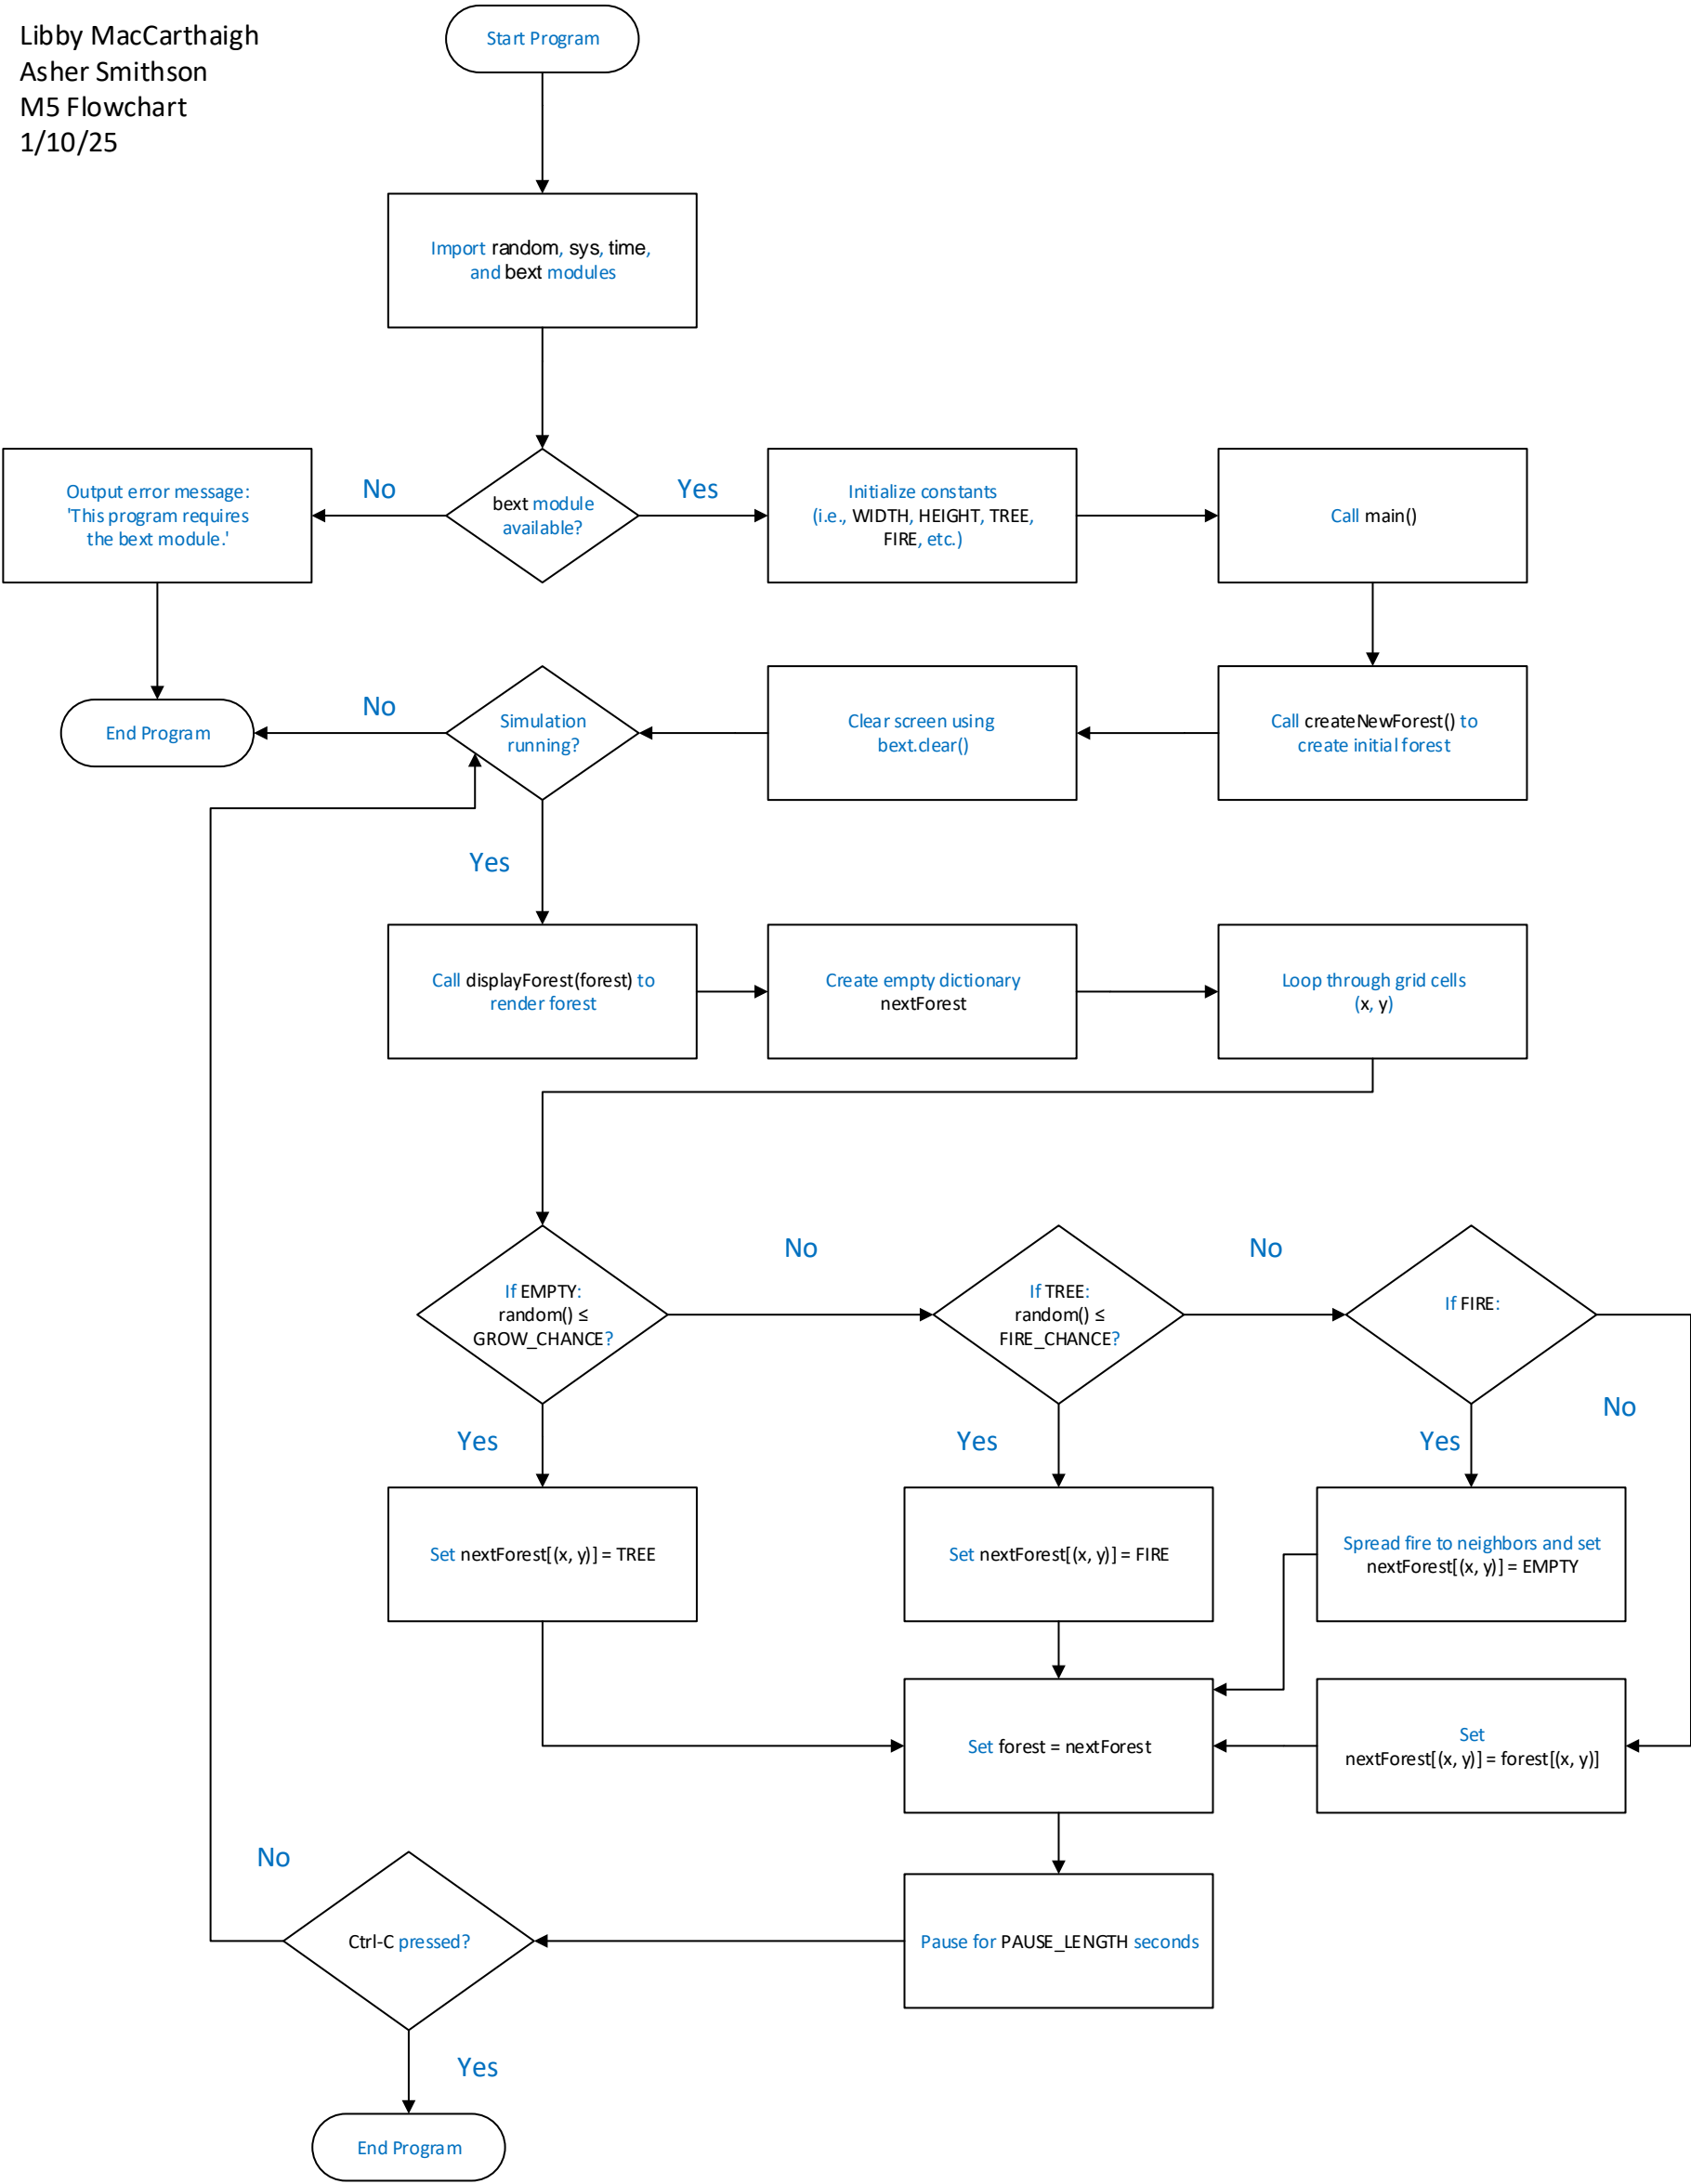 Libby MacCarthaigh
Asher Smithson
M5 Flowchart
1/10/25
Start Program
Import random, sys, time,
and bext modules
bext module
available?
No
Yes
Output error message:
'This program requires
the bext module.'
Initialize constants
(i.e., WIDTH, HEIGHT, TREE,
FIRE, etc.)
Call main()
Call createNewForest() to
create initial forest
Clear screen using
bext.clear()
Simulation
running?
No
End Program
Yes
Call displayForest(forest) to
render forest
Create empty dictionary
nextForest
Loop through grid cells
(x, y)
If EMPTY:
random() ≤
GROW_CHANCE?
No
If TREE:
random() ≤
FIRE_CHANCE?
No
If FIRE:
No
Yes
Yes
Yes
Set nextForest[(x, y)] = TREE
Set nextForest[(x, y)] = FIRE
Spread fire to neighbors and set
nextForest[(x, y)] = EMPTY
Set forest = nextForest
Set
nextForest[(x, y)] = forest[(x, y)]
No
Ctrl-C pressed?
Pause for PAUSE_LENGTH seconds
Yes
End Program